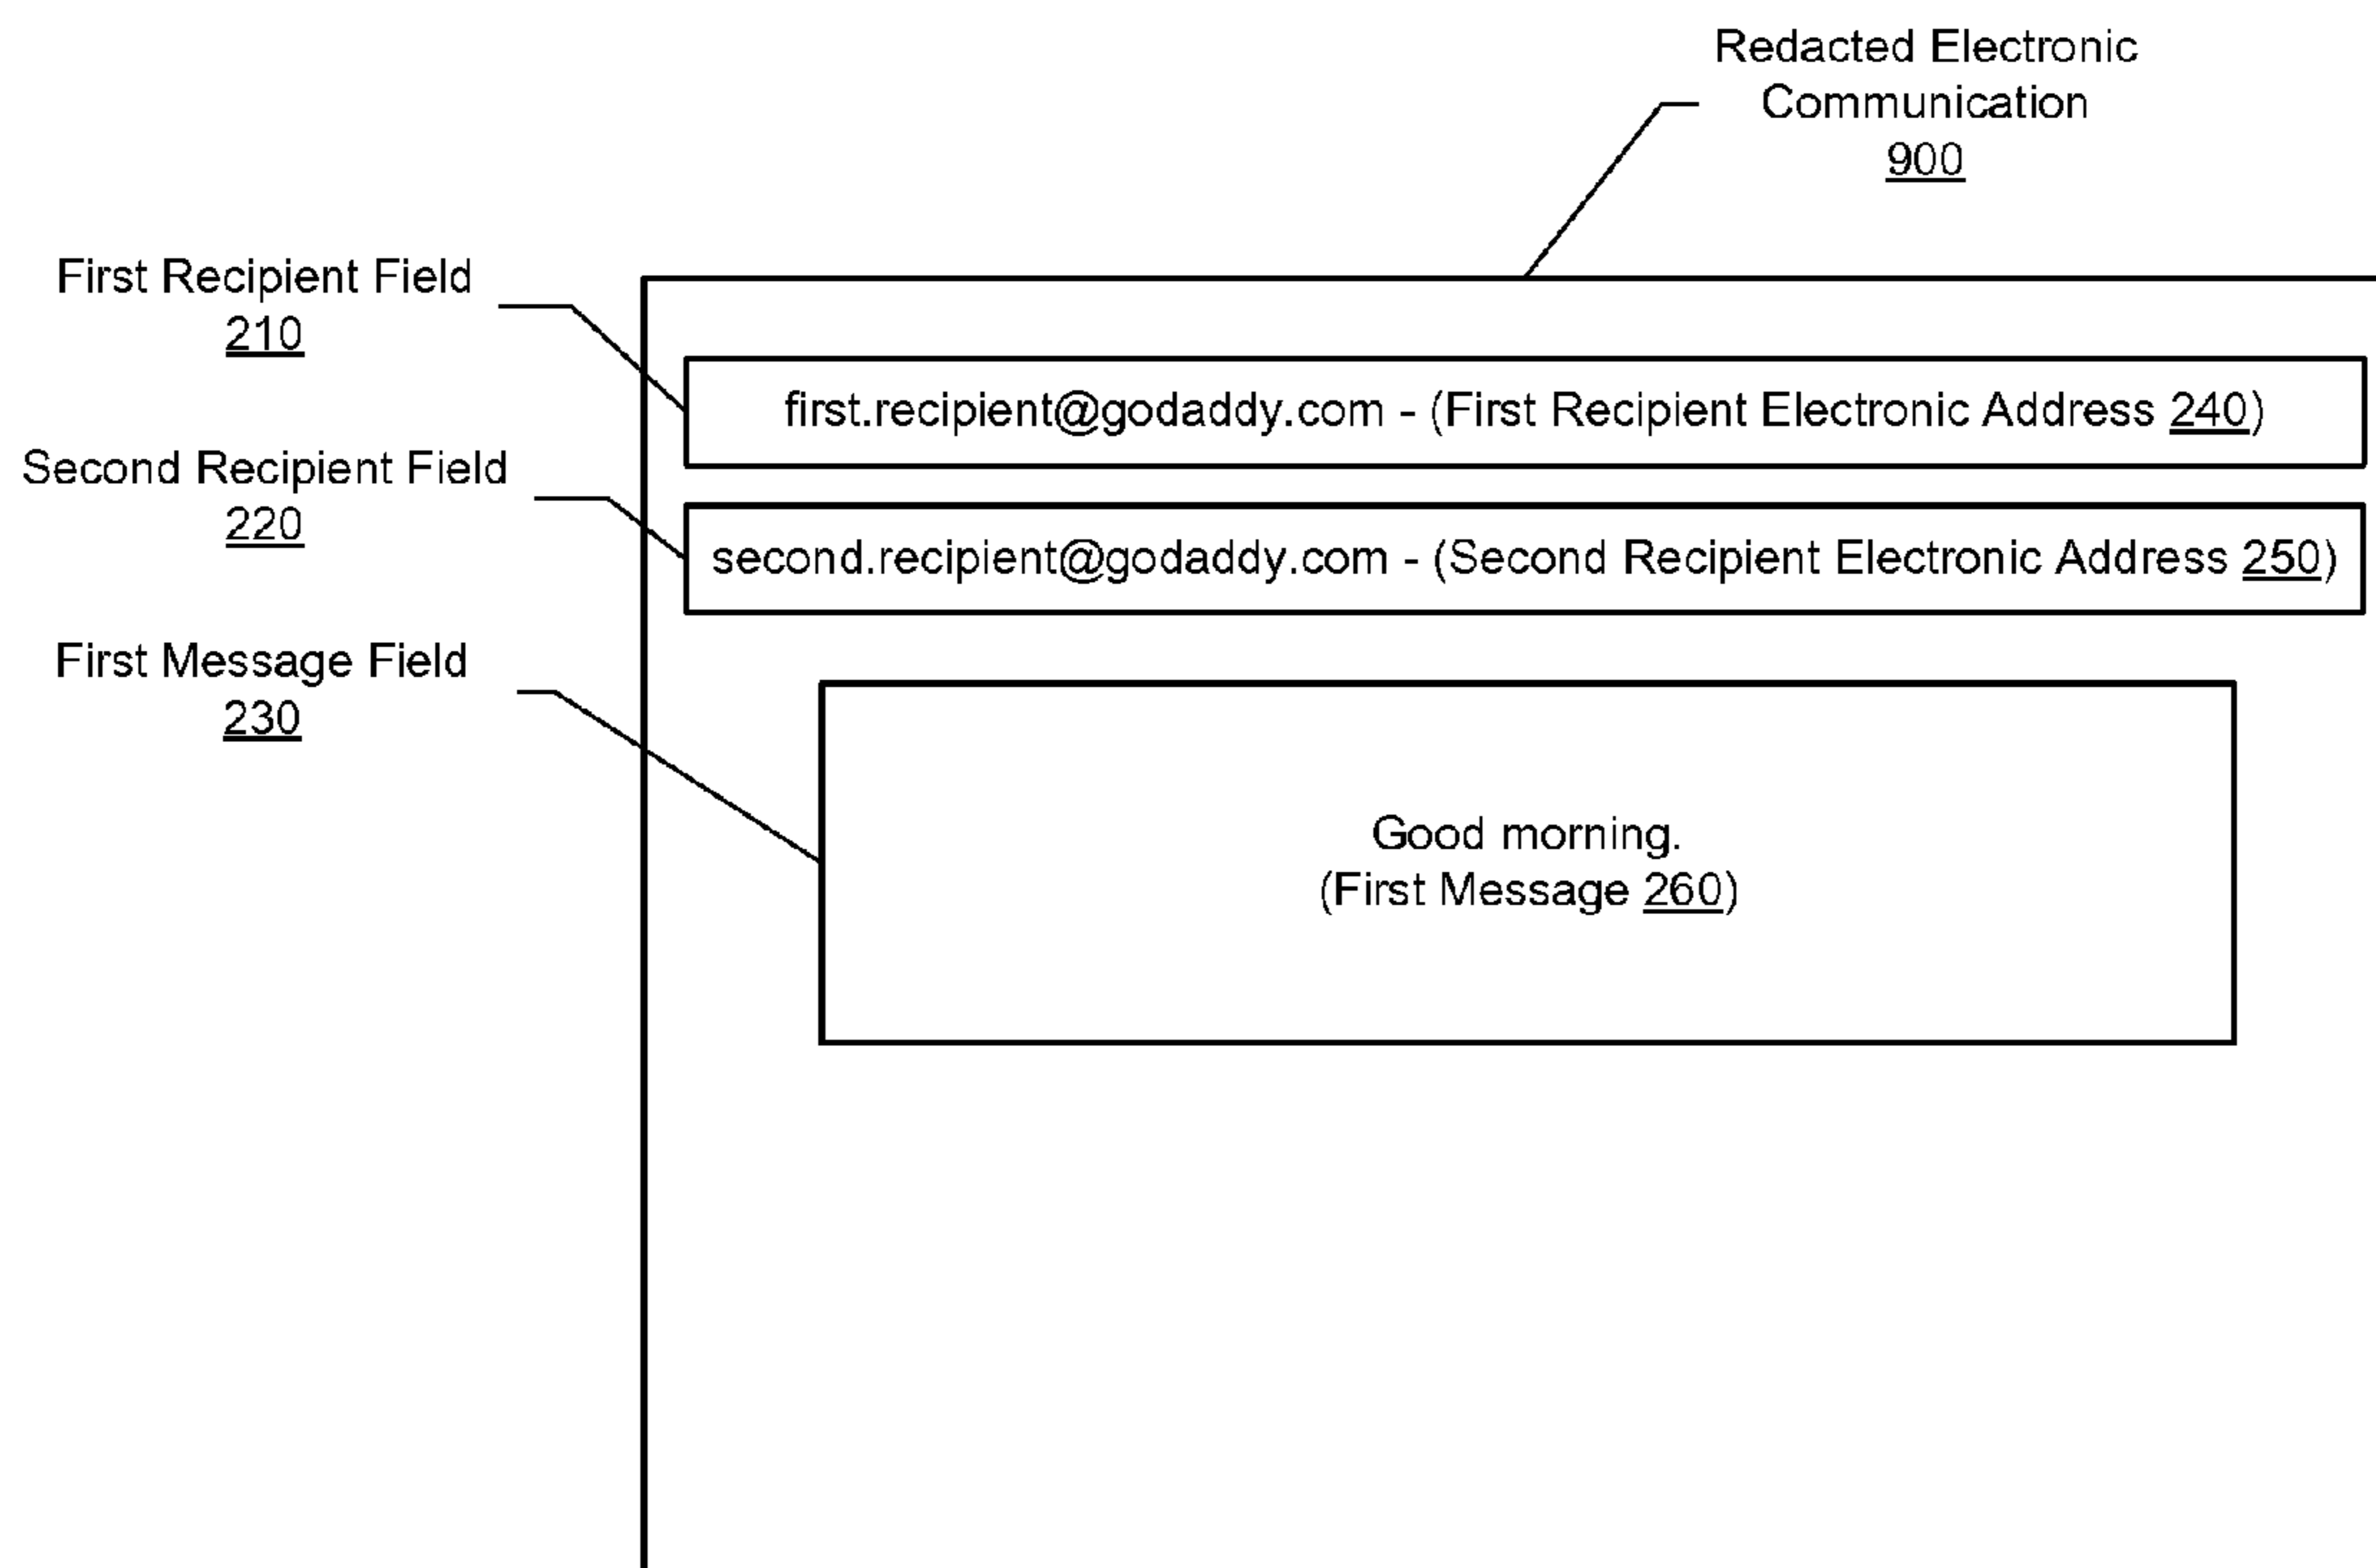 Redacted Electronic
Communication
900
First Recipient Field
210
first.recipient@godaddy.com - (First Recipient Electronic Address 240)
Second Recipient Field
220
second.recipient@godaddy.com - (Second Recipient Electronic Address 250)
First Message Field
230
Good morning.
(First Message 260)